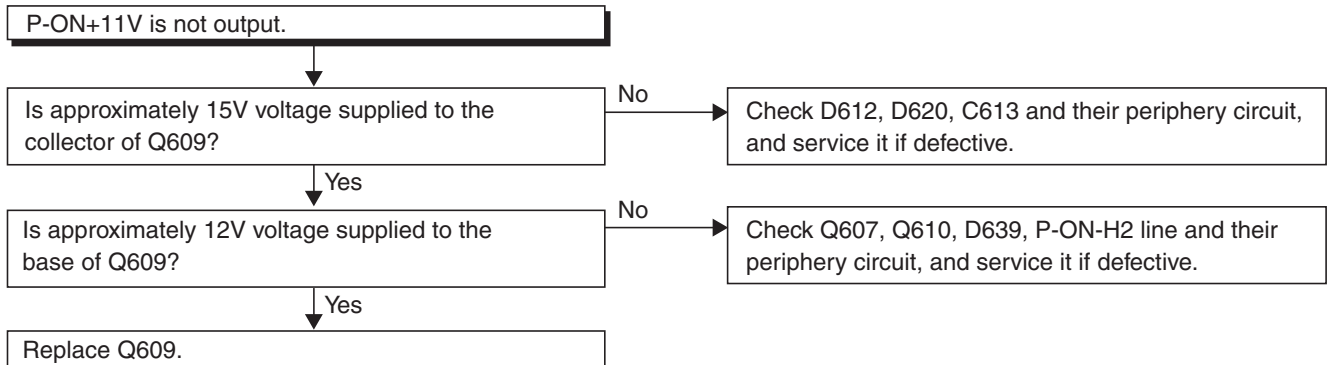 P-ON+11V is not output.
Is approximately 15V voltage supplied to the
collector of Q609?
No
Check D612, D620, C613 and their periphery circuit,
and service it if defective.
Yes
Is approximately 12V voltage supplied to the
base of Q609?
No
Check Q607, Q610, D639, P-ON-H2 line and their
periphery circuit, and service it if defective.
Yes
Replace Q609.